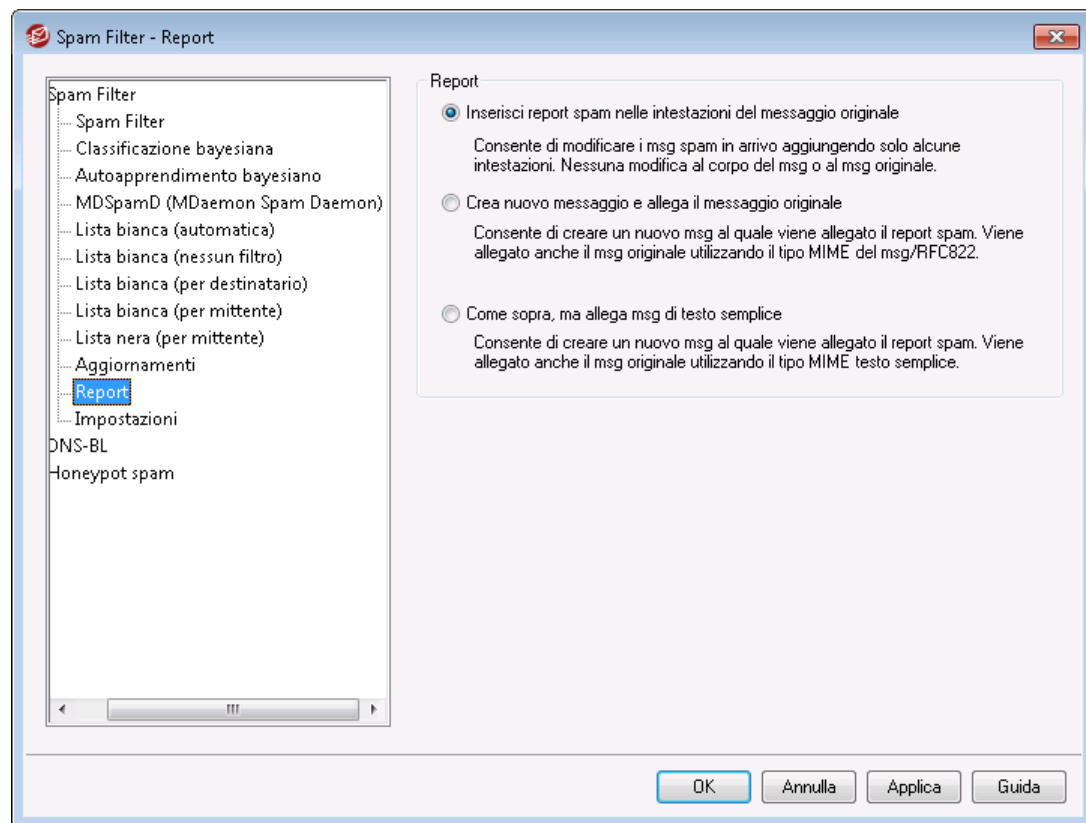 Spam Filter - Report
Spam Filter
Spam Filter
Classificazione bayesiana
Autoapprendimento bayesiano
MDSpamD (MDaemon Spam Daemon)
Lista bianca (automatica)
Lista bianca (nessun filtro)
Lista bianca (per destinatario)
Lista bianca (per mittente)
Lista nera (per mittente)
Aggiornamenti
Report
Impostazioni
DNS-BL
Honeypot spam
Report
Inserisci report spam nelle intestazioni del messaggio originale
Consente di modificare i msg spam in arrivo aggiungendo solo alcune
intestazioni. Nessuna modifica al corpo del msg o al msg originale.
Crea nuovo messaggio e allega il messaggio originale
Consente di creare un nuovo msg al quale viene allegato il report spam. Viene
allegato anche il msg originale utilizzando il tipo MIME del msg/RFC822.
Come sopra, ma allega msg di testo semplice
Consente di creare un nuovo msg al quale viene allegato il report spam. Viene
allegato anche il msg originale utilizzando il tipo MIME testo semplice.
OK
Annulla
Applica
Guida